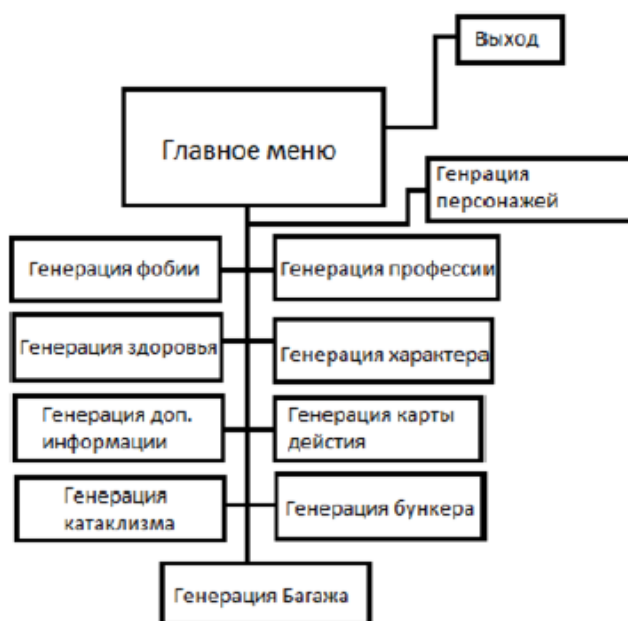 Выход
Главное меню
Генрация
персонажей
Генерация фобии
Генерация профессии
Генерация здоровья
Генерация характера
Генерация доп.
информации
Генерация карты
дейстия
Генерация
катаклизма
Генерация бункера
Генерация Багажа